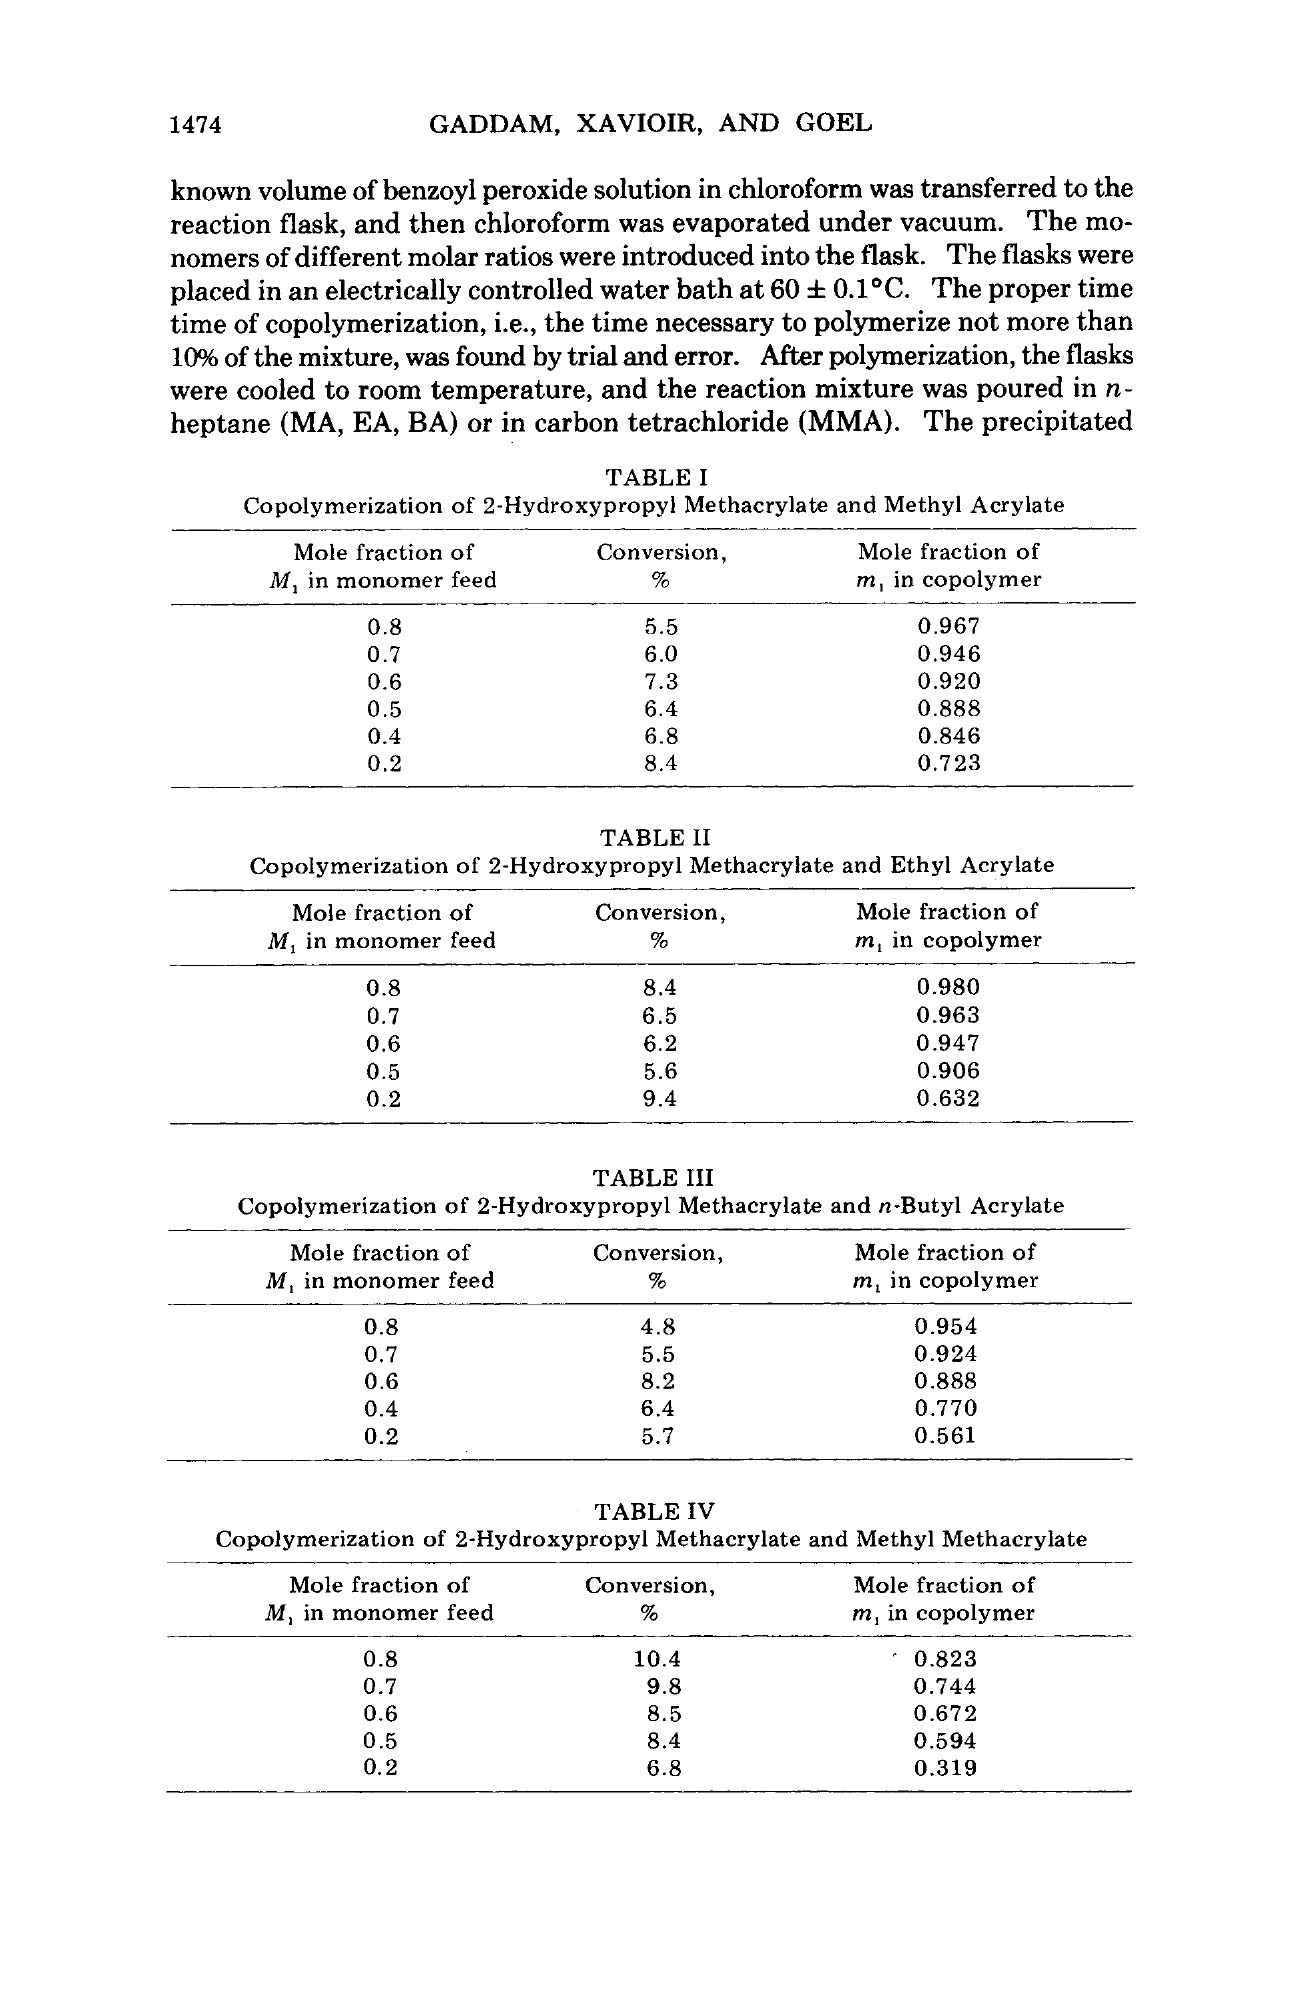 1474 GADDAM, XAVIOIR, AND GOEL
known volume of benzoyl peroxide solution in chloroform was transferred to the
reaction flask, and then chloroform was evaporated under vacuum. The mo-
nomers of different molar ratios were introduced into the flask. The flasks were
placed in an electrically controlled water bath at 60 ± 0.1°C. The proper time
time of copolymerization, i.e., the time necessary to polymerize not more than
10% of the mixture, was found by trial and error. After polymerization, the flasks
were cooled to room temperature, and the reaction mixture was poured in n-
heptane (MA, EA, BA) or in carbon tetrachloride (MMA). The precipitated
TABLE I
Copolymerization of 2-Hydroxypropyl Methacrylate and Methyl Acrylate
Mole fraction of Conversion, Mole fraction of
M₁ in monomer feed % m₁ in copolymer
0.8 5.5 0.967
0.7 6.0 0.946
0.6 7.3 0.920
0.5 6.4 0.888
0.4 6.8 0.846
0.2 8.4 0.723
TABLE II
Copolymerization of 2-Hydroxypropyl Methacrylate and Ethyl Acrylate
Mole fraction of Conversion, Mole fraction of
M₁ in monomer feed % m₁ in copolymer
0.8 8.4 0.980
0.7 6.5 0.963
0.6 6.2 0.947
0.5 5.6 0.906
0.2 9.4 0.632
TABLE III
Copolymerization of 2-Hydroxypropyl Methacrylate and n-Butyl Acrylate
Mole fraction of Conversion, Mole fraction of
M₁ in monomer feed % m₁ in copolymer
0.8 4.8 0.954
0.7 5.5 0.924
0.6 8.2 0.888
0.4 6.4 0.770
0.2 5.7 0.561
TABLE IV
Copolymerization of 2-Hydroxypropyl Methacrylate and Methyl Methacrylate
Mole fraction of Conversion, Mole fraction of
M₁ in monomer feed % m₁ in copolymer
0.8 10.4 0.823
0.7 9.8 0.744
0.6 8.5 0.672
0.5 8.4 0.594
0.2 6.8 0.319